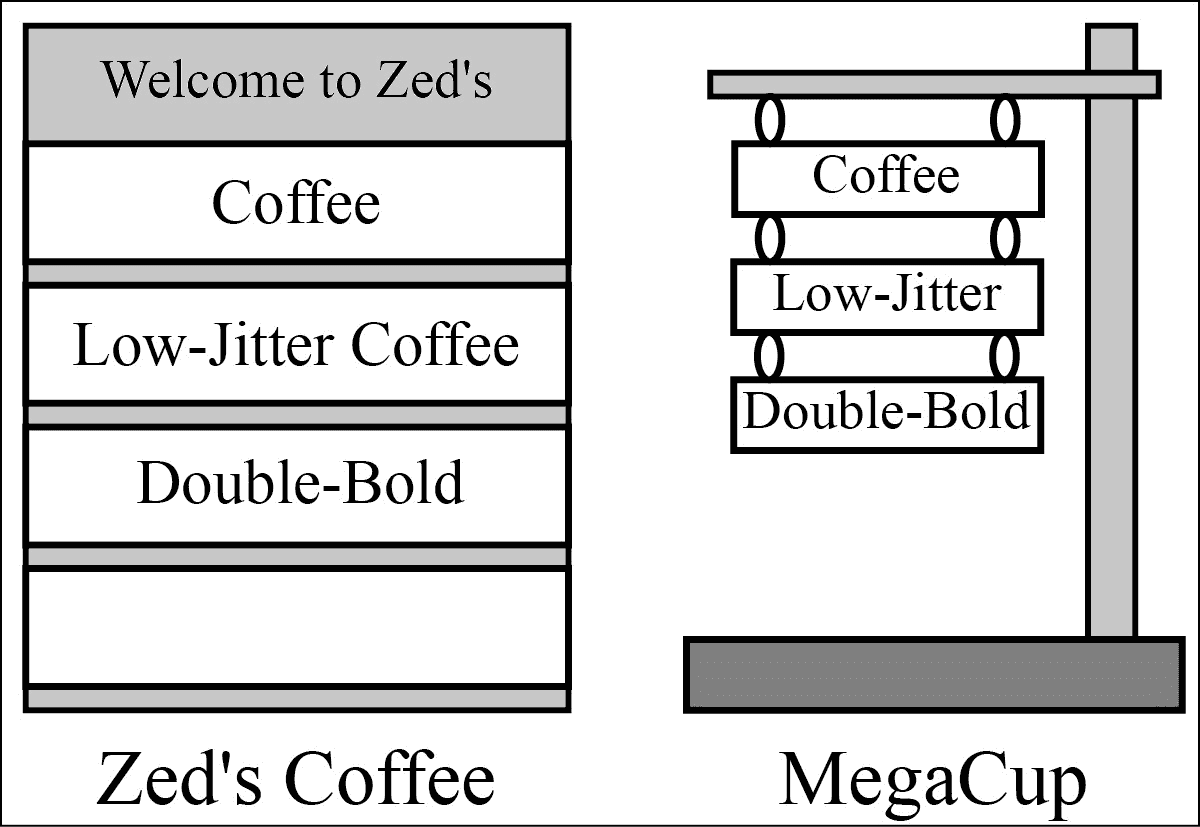 Welcome to Zed's
Coffee
Low-Jitter Coffee
Double-Bold
Zed's Coffee
Coffee
Low-Jitter
Double-Bold
MegaCup